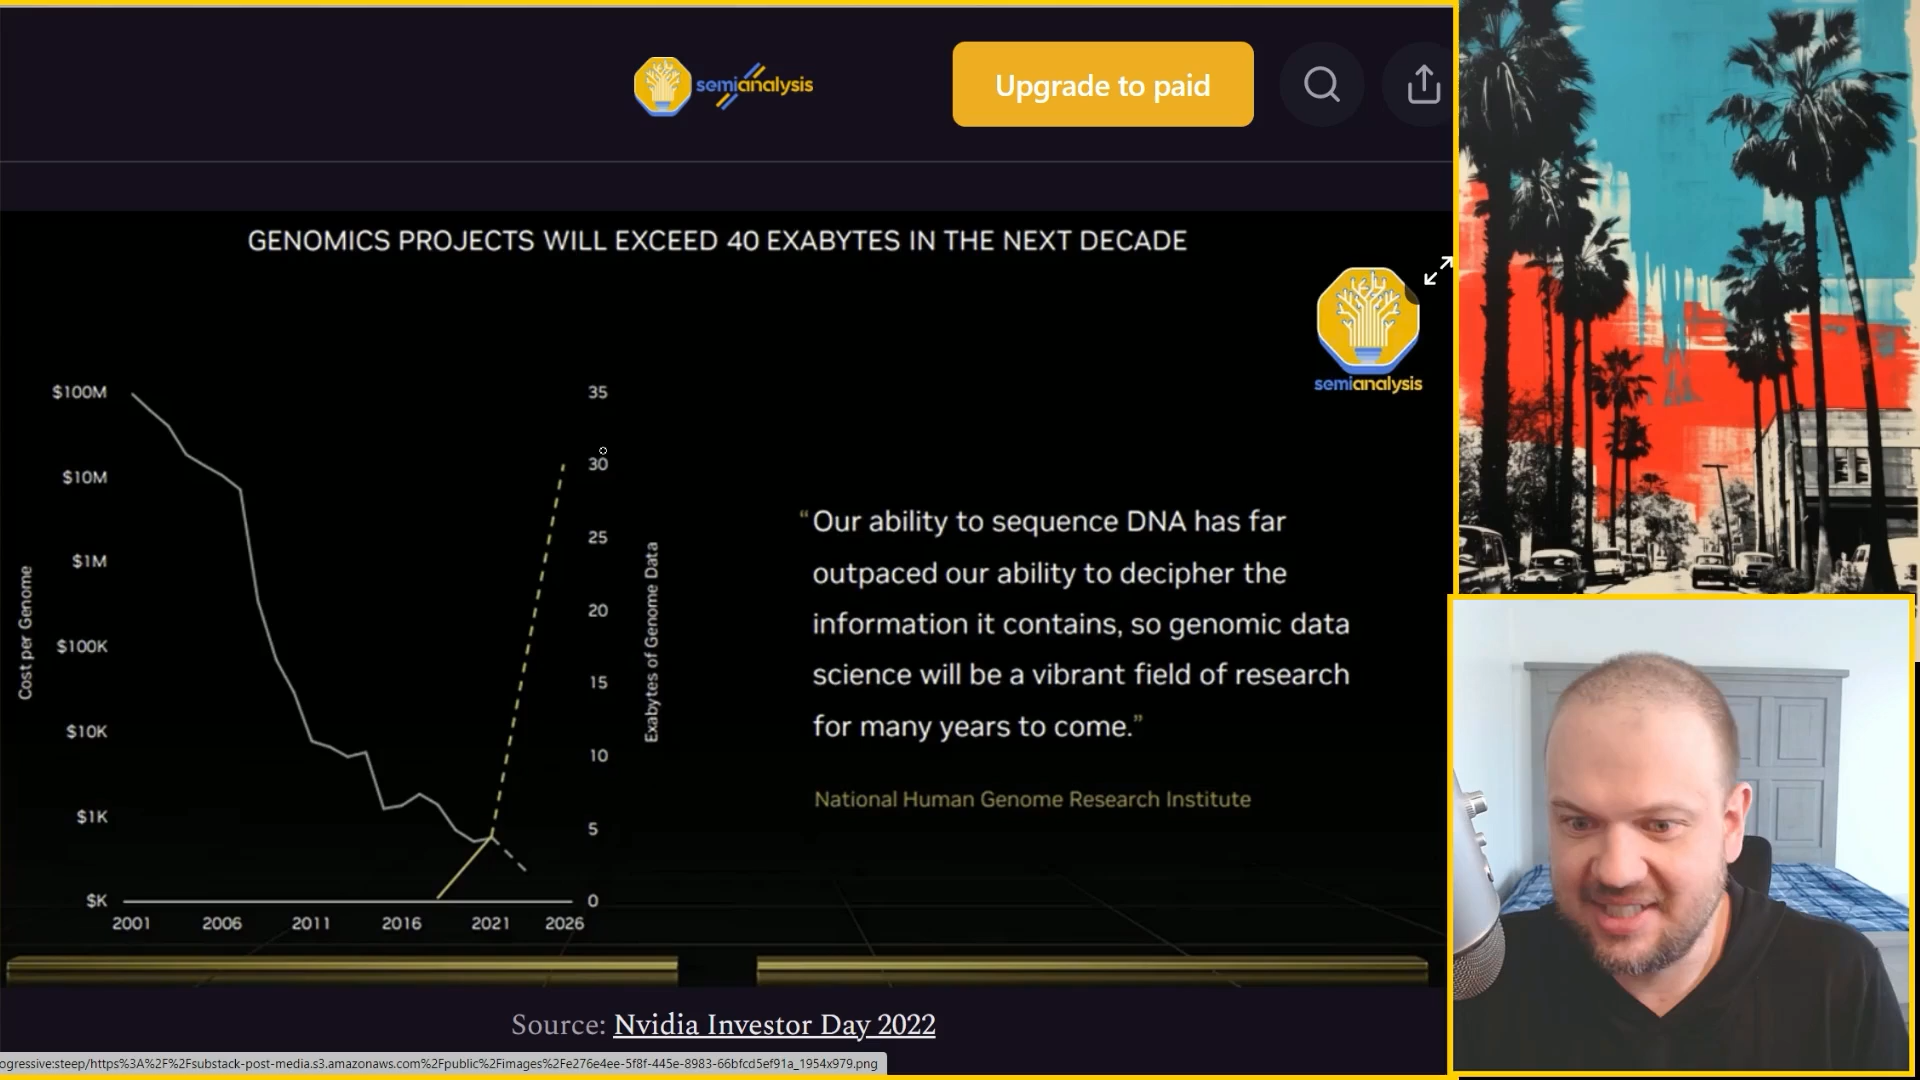 semianalysis
Upgrade to paid
GENOMICS PROJECTS WILL EXCEED 40 EXABYTES IN THE NEXT DECADE
semianalysis
Cost per Genome
$100M
$10M
$1M
$100K
$10K
$1K
$K
2001 2006 2011 2016 2021 2026
35
30
25
20
15
10
5
0
Exabytes of Genome Data
“Our ability to sequence DNA has far
outpaced our ability to decipher the
information it contains, so genomic data
science will be a vibrant field of research
for many years to come.”
National Human Genome Research Institute
Source: Nvidia Investor Day 2022
ogressive:steep/https%3A%2F%2Fsubstack-post-media.s3.amazonaws.com%2Fpublic%2Fimages%2Fe276e4ee-5f8f-445e-8983-66bfcd5ef91a_1954x979.png